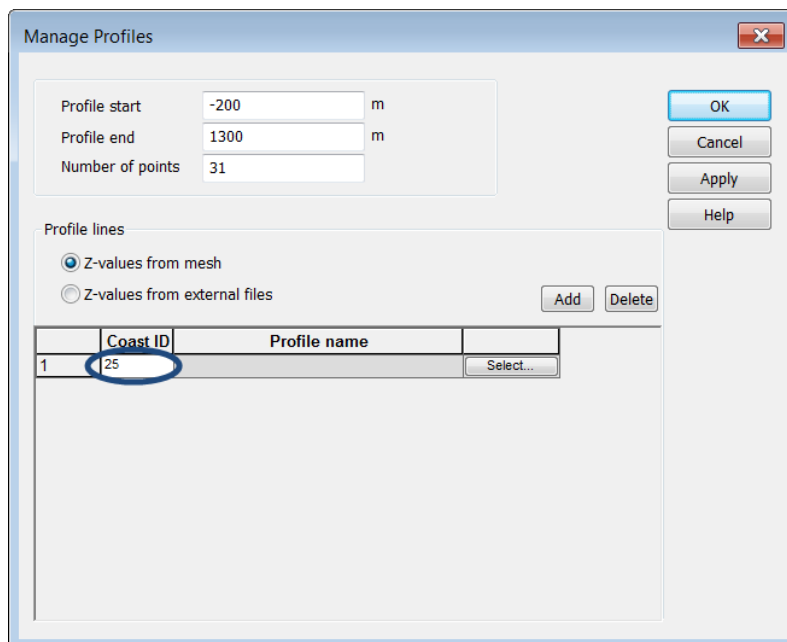 Manage Profiles
Profile start -200 m
Profile end 1300 m
Number of points 31
OK
Cancel
Apply
Help
Profile lines
Z-values from mesh
Z-values from external files
Add Delete
Coast ID Profile name
1 25 Select...